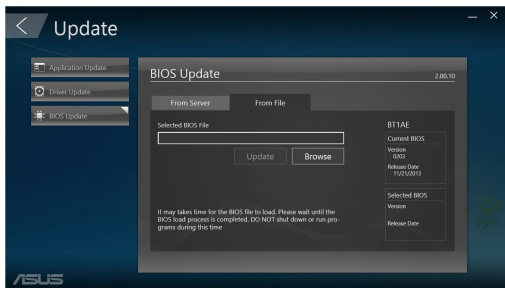 Update
Application Update
Driver Update
BIOS Update
BIOS Update
2.00.10
From Server
From File
Selected BIOS File
Update
Browse
It may takes time for the BIOS file to load. Please wait until the
BIOS load process is completed. DO NOT shut down or run pro-
grams during this time
BT1AE
Current BIOS
Version
0203
Release Date
11/21/2013
Selected BIOS
Version
Release Date
ASUS